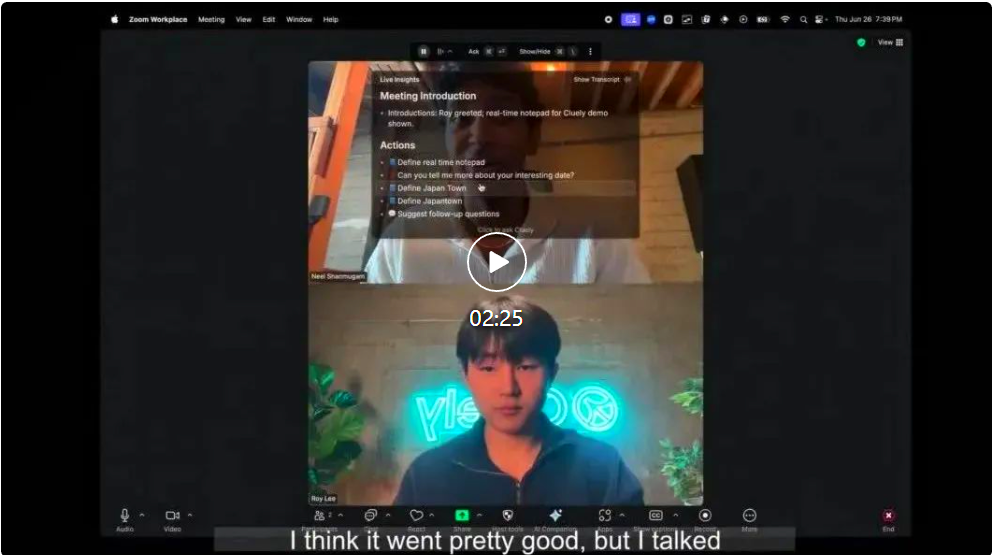 Zoom Workplace Meeting View Edit Window Help Thu Jun 26 7:39 PM
View
Ask Show/Hide
Live Insights Show Transcript
Meeting Introduction
Introductions: Roy greeted; real-time notepad for Cluely demo
shown.
Actions
Define real time notepad
Can you tell me more about your interesting date?
Define Japan Town
Define Japantown
Suggest follow-up questions
Click to ask Cluely
Neel Shanmugam
02:25
Roy Lee
2
Audio Video React Share Host tools AI Companion Apps Record More End
I think it went pretty good, but I talked